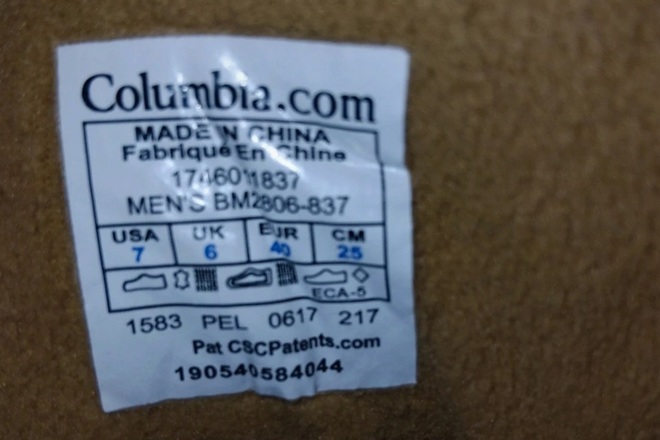 Columbia.com
MADE IN CHINA
Fabriqué En Chine
1746011837
MEN'S BM2806-837
USA UK EUR CM
7 6 40 25
ECA-5
1583 PEL 0617 217
Pat CSCPatents.com
190540584044